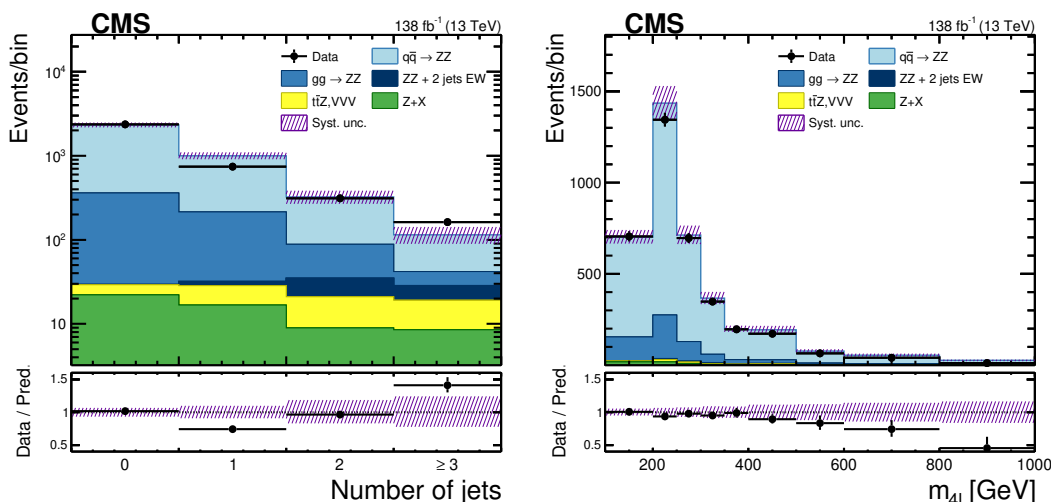 CMS
138 fb⁻¹ (13 TeV)
Events/bin
10⁴
10³
10²
10
Data
qq̅ → ZZ
gg → ZZ
ZZ + 2 jets EW
tt̅Z,VVV
Z+X
Syst. unc.
Data / Pred.
1.5
1
0.5
0
1
2
≥ 3
Number of jets
CMS
138 fb⁻¹ (13 TeV)
Events/bin
1500
1000
500
Data
qq̅ → ZZ
gg → ZZ
ZZ + 2 jets EW
tt̅Z,VVV
Z+X
Syst. unc.
Data / Pred.
1.5
1
0.5
200
400
600
800
1000
m₄ₗ [GeV]